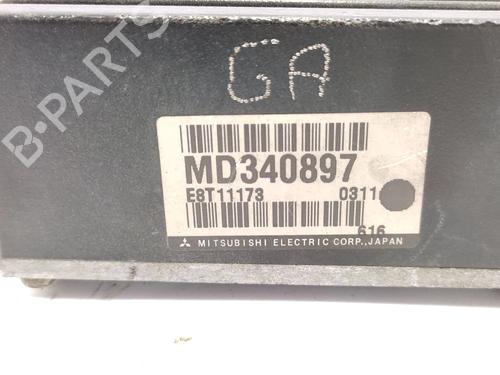 B-PARTS
GA
MD340897
E8T11173 0311
616
MITSUBISHI ELECTRIC CORP., JAPAN